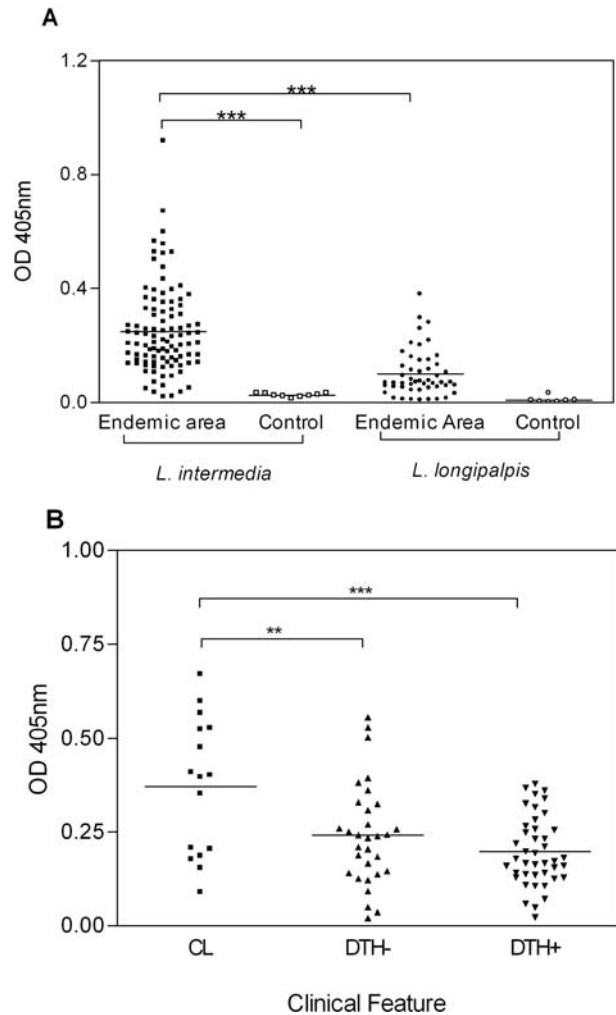 A
1.2
***
***
0.8
OD 405nm
0.4
0.0
Endemic area Control Endemic Area Control
L. intermedia L. longipalpis
B
1.00
***
0.75
**
0.50
OD 405nm
0.25
0.00
CL DTH- DTH+
Clinical Feature